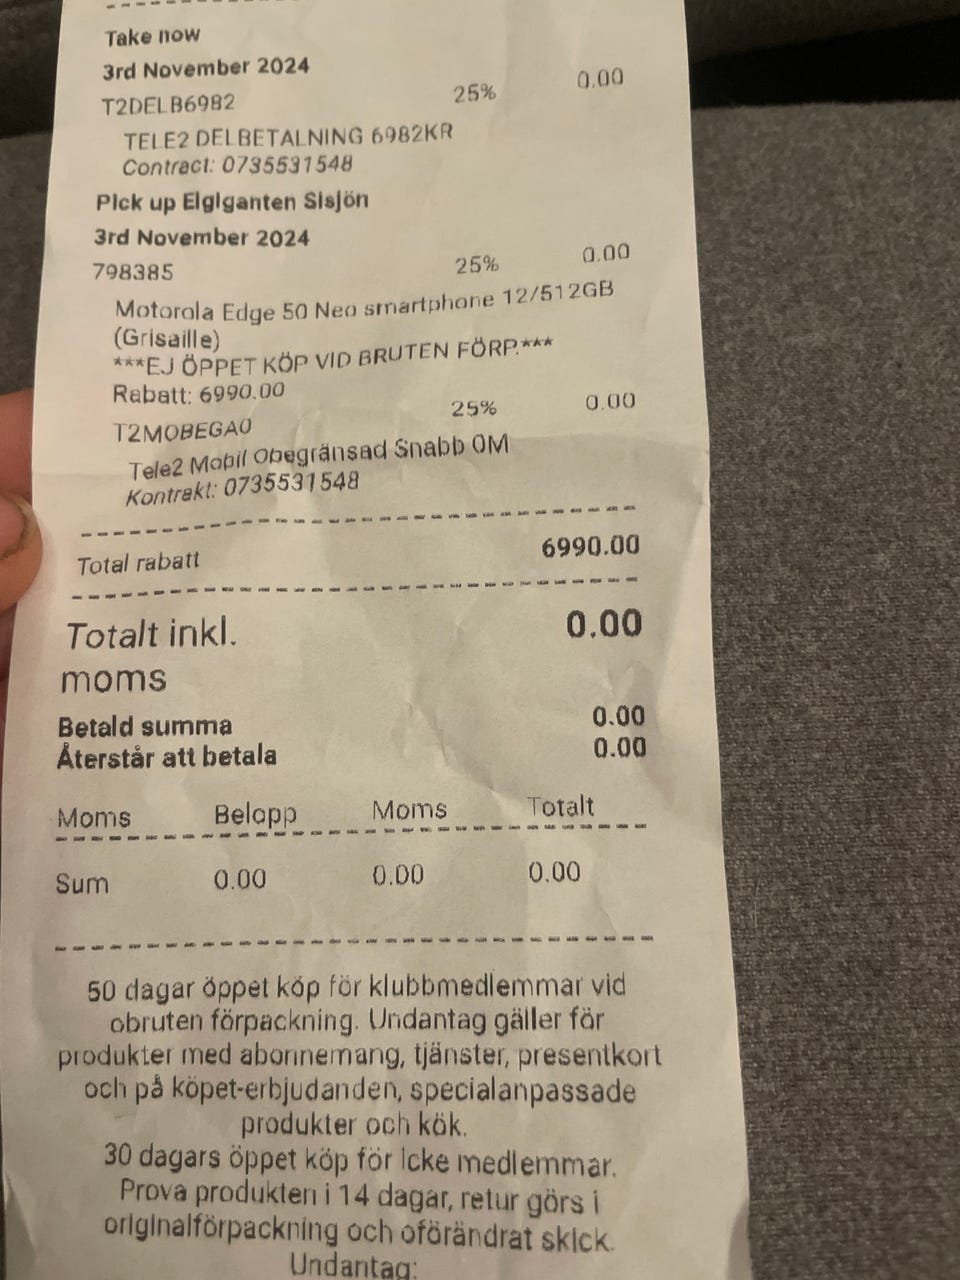 Take now
3rd November 2024
T2DELB6982 25% 0.00
TELE2 DELBETALNING 6982KR
Contract: 0735531548
Pick up Elgiganten Sisjön
3rd November 2024
798385 25% 0.00
Motorola Edge 50 Neo smartphone 12/512GB
(Grisaille)
***EJ ÖPPET KÖP VID BRUTEN FÖRP.***
Rabatt: 6990.00
T2MOBEGA0 25% 0.00
Tele2 Mobil Obegränsad Snabb 0M
Kontrakt: 0735531548
Total rabatt 6990.00
Totalt inkl. 0.00
moms
Betald summa 0.00
Återstår att betala 0.00
Moms Belopp Moms Totalt
Sum 0.00 0.00 0.00
50 dagar öppet köp för klubbmedlemmar vid
obruten förpackning. Undantag gäller för
produkter med abonnemang, tjänster, presentkort
och på köpet-erbjudanden, specialanpassade
produkter och kök.
30 dagars öppet köp för icke medlemmar.
Prova produkten i 14 dagar, retur görs i
originalförpackning och oförändrat skick.
Undantag: